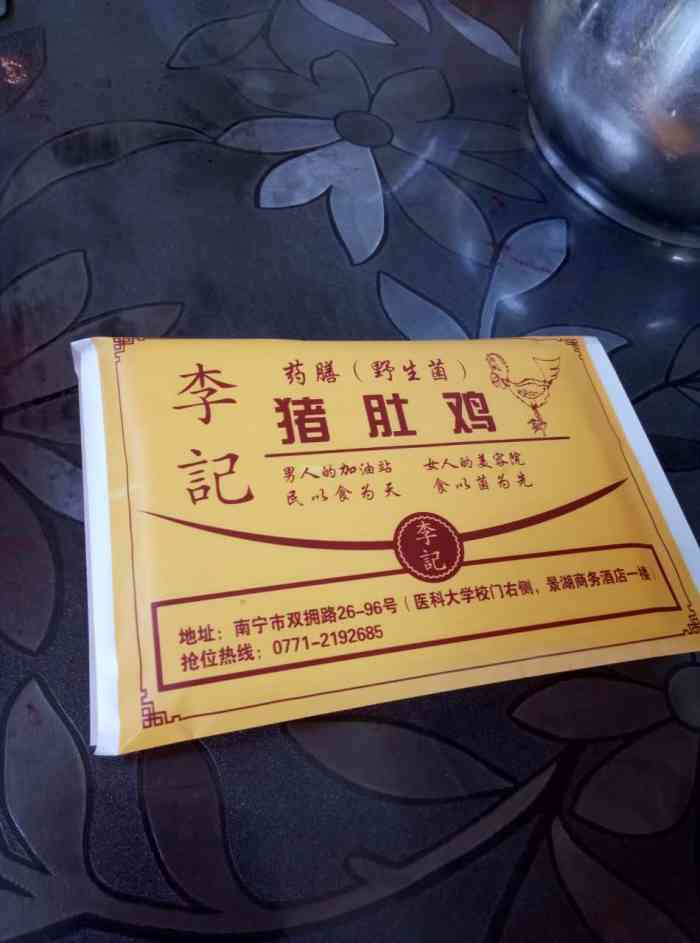 李記
药膳（野生菌）
猪肚鸡
男人的加油站 女人的美容院
民以食为天 食以菌为先
李記
地址：南宁市双拥路26-96号（医科大学校门右侧，景湖商务酒店一楼）
抢位热线：0771-2192685